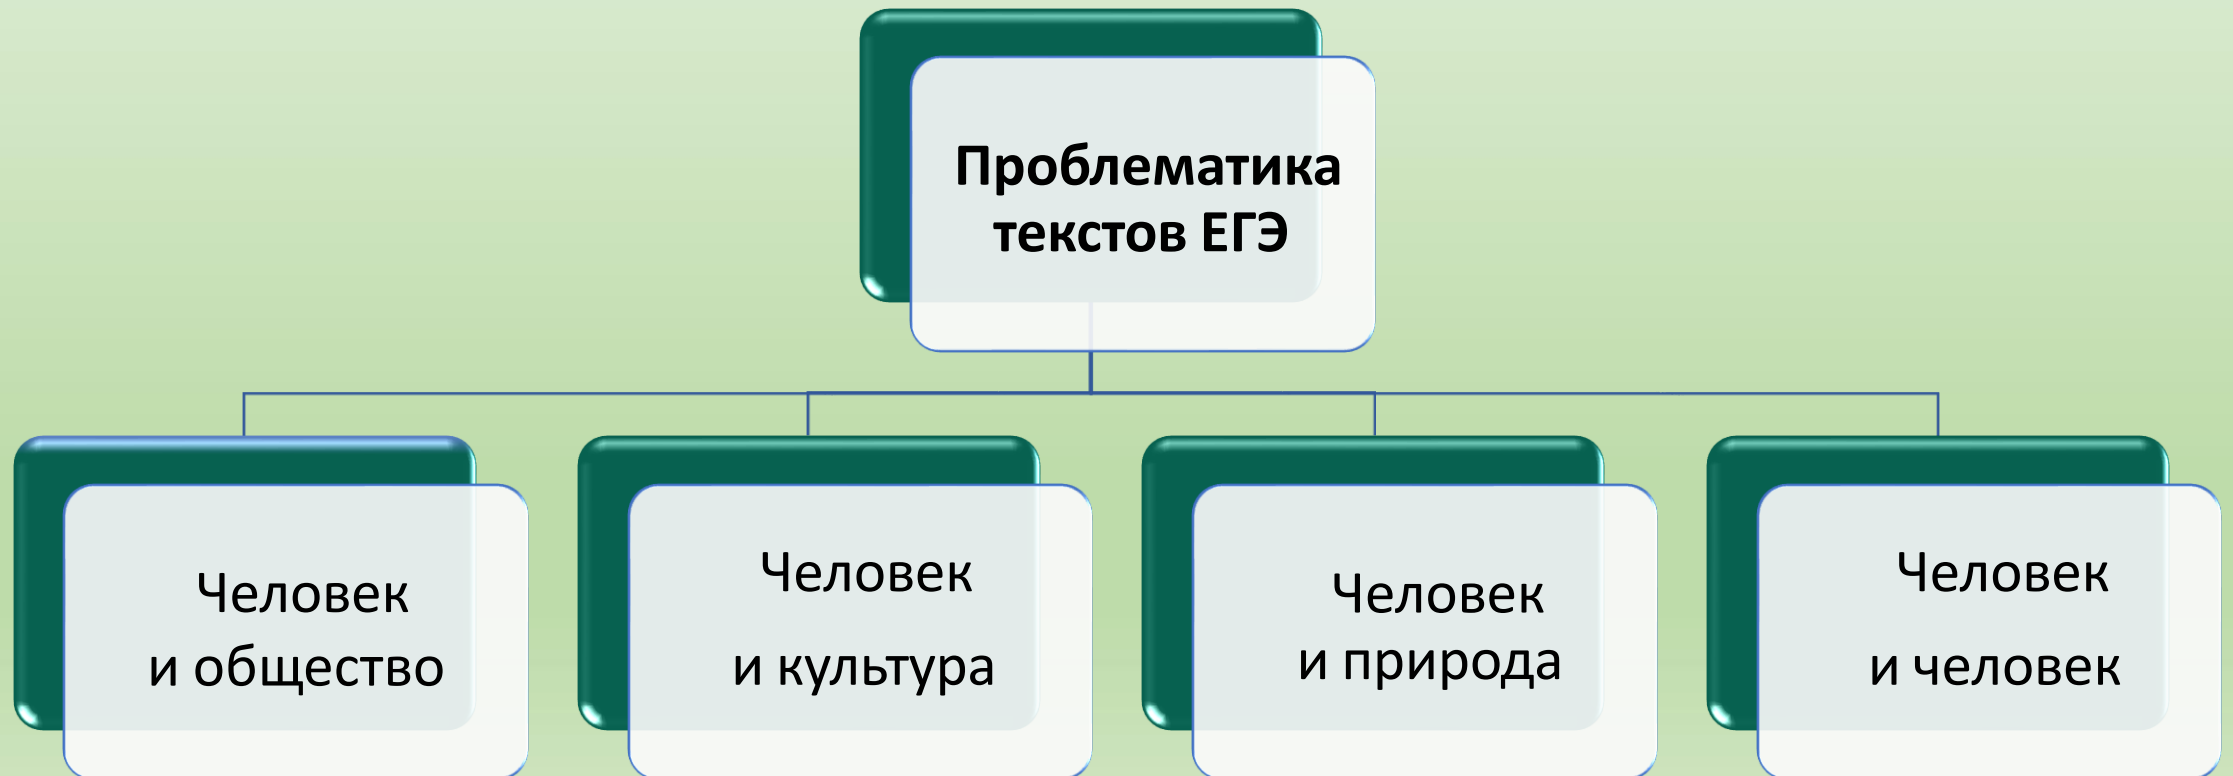 Проблематика
текстов ЕГЭ
Человек
и общество
Человек
и культура
Человек
и природа
Человек
и человек